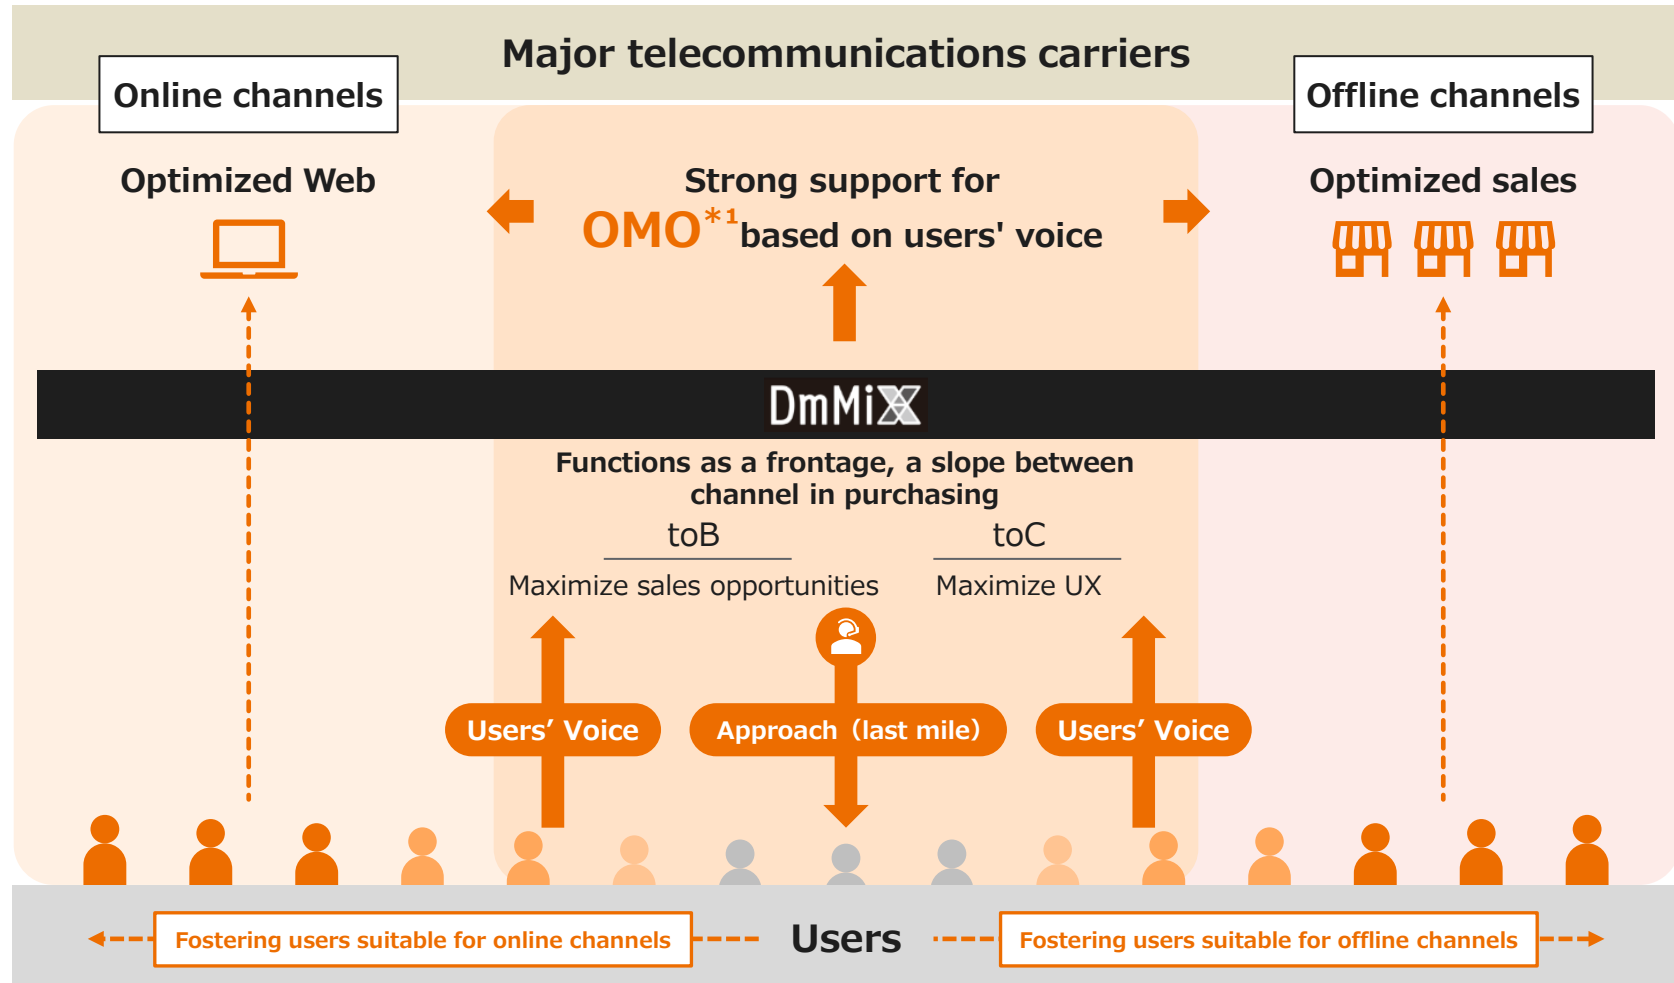 Major telecommunications carriers
Online channels
Offline channels
Optimized Web
Strong support for
OMO*1 based on users' voice
Optimized sales
DmMiX
Functions as a frontage, a slope between
channel in purchasing
toB
toC
Maximize sales opportunities
Maximize UX
Users’ Voice
Approach（last mile）
Users’ Voice
Fostering users suitable for online channels
Users
Fostering users suitable for offline channels